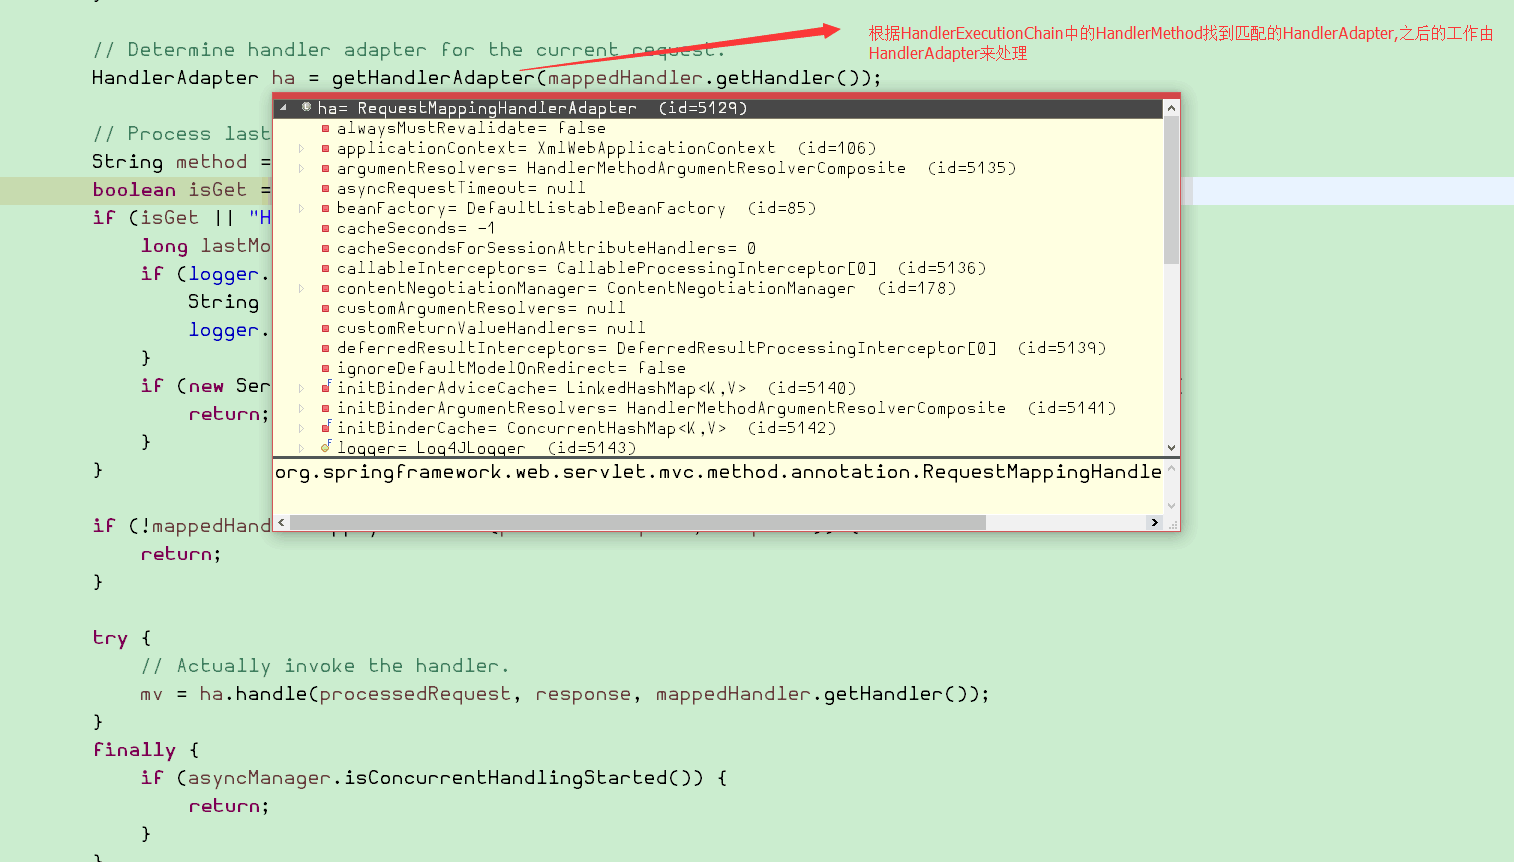 }
// Determine handler adapter for the current request.
根据HandlerExecutionChain中的HandlerMethod找到匹配的HandlerAdapter,之后的工作由
HandlerAdapter来处理
HandlerAdapter ha = getHandlerAdapter(mappedHandler.getHandler());
ha= RequestMappingHandlerAdapter (id=5129)
alwaysMustRevalidate= false
// Process last
applicationContext= XmlWebApplicationContext (id=106)
String method =
argumentResolvers= HandlerMethodArgumentResolverComposite (id=5135)
boolean isGet =
asyncRequestTimeout= null
beanFactory= DefaultListableBeanFactory (id=85)
if (isGet || "H
cacheSeconds= -1
long lastMo
cacheSecondsForSessionAttributeHandlers= 0
if (logger.
callableInterceptors= CallableProcessingInterceptor[0] (id=5136)
contentNegotiationManager= ContentNegotiationManager (id=178)
String
customArgumentResolvers= null
logger.
customReturnValueHandlers= null
deferredResultInterceptors= DeferredResultProcessingInterceptor[0] (id=5139)
}
ignoreDefaultModelOnRedirect= false
if (new Ser
initBinderAdviceCache= LinkedHashMap<K,V> (id=5140)
return;
initBinderArgumentResolvers= HandlerMethodArgumentResolverComposite (id=5141)
initBinderCache= ConcurrentHashMap<K,V> (id=5142)
}
logger= Log4JLogger (id=5143)
}
org.springframework.web.servlet.mvc.method.annotation.RequestMappingHandle
if (!mappedHand
return;
}
try {
// Actually invoke the handler.
mv = ha.handle(processedRequest, response, mappedHandler.getHandler());
}
finally {
if (asyncManager.isConcurrentHandlingStarted()) {
return;
}
}